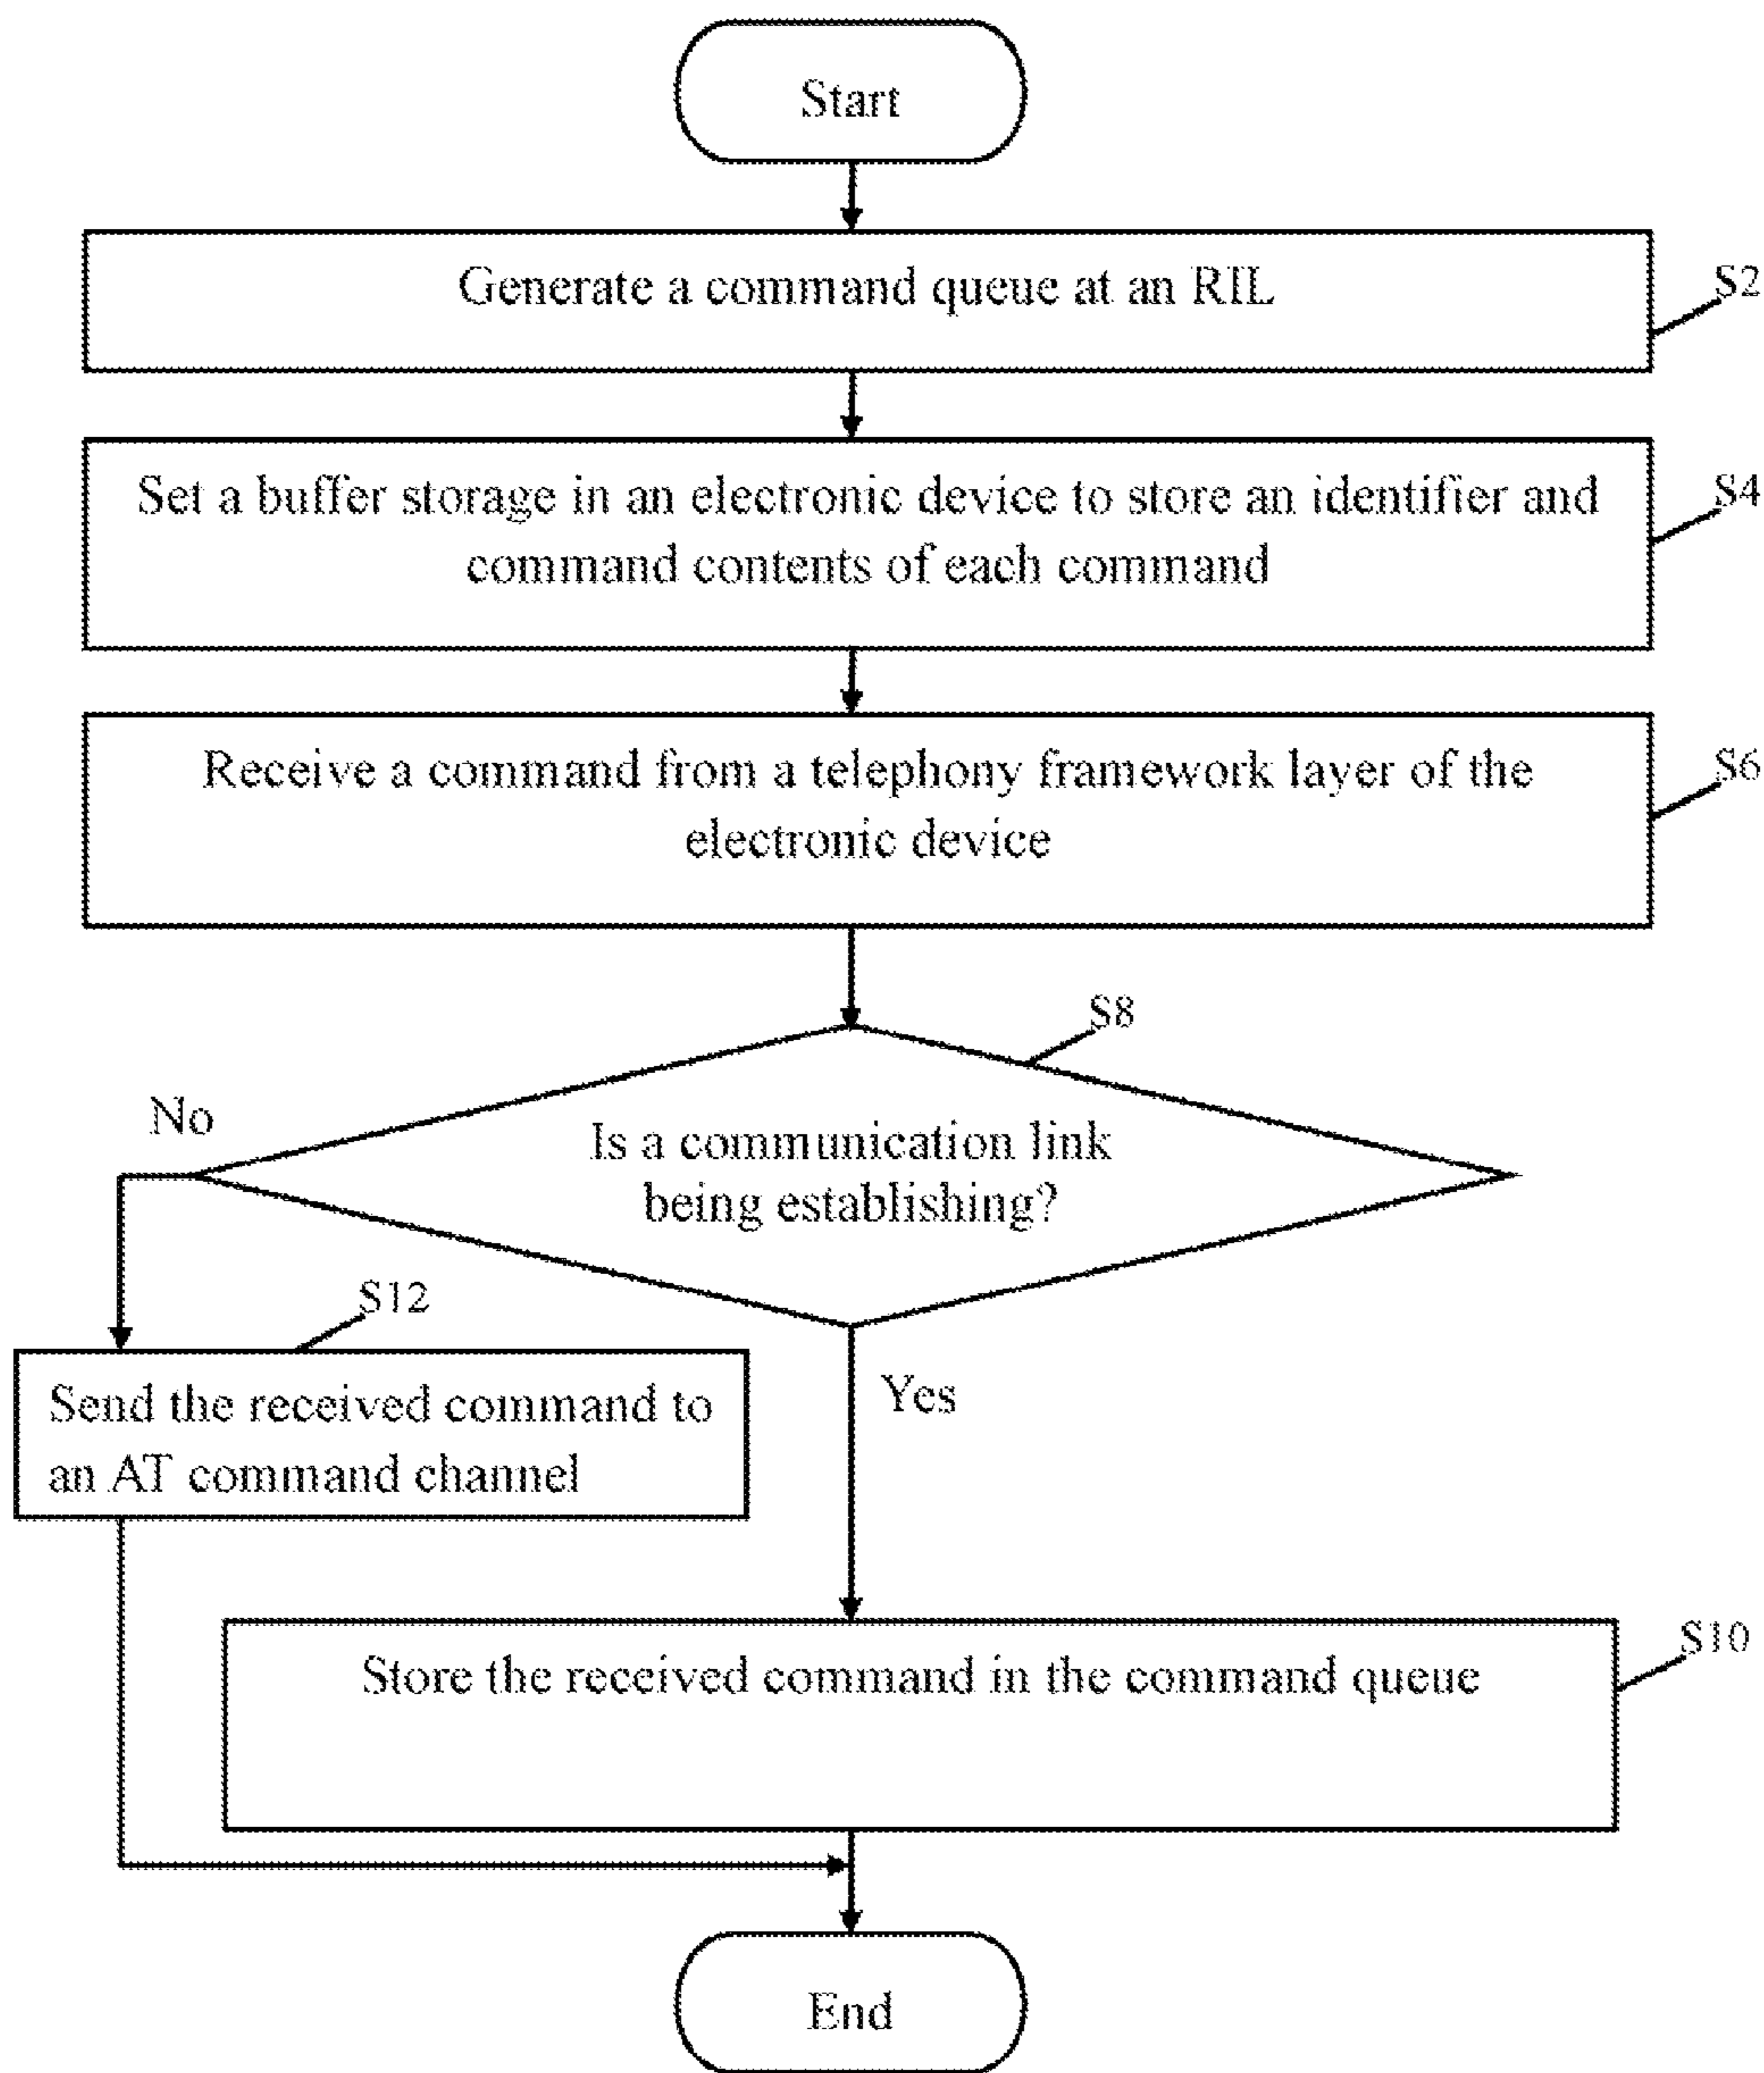 Start
Generate a command queue at an RIL
S2
Set a buffer storage in an electronic device to store an identifier and
command contents of each command
S4
Receive a command from a telephony framework layer of the
electronic device
S6
S8
Is a communication link
being establishing?
No
Yes
S12
Send the received command to
an AT command channel
Store the received command in the command queue
S10
End